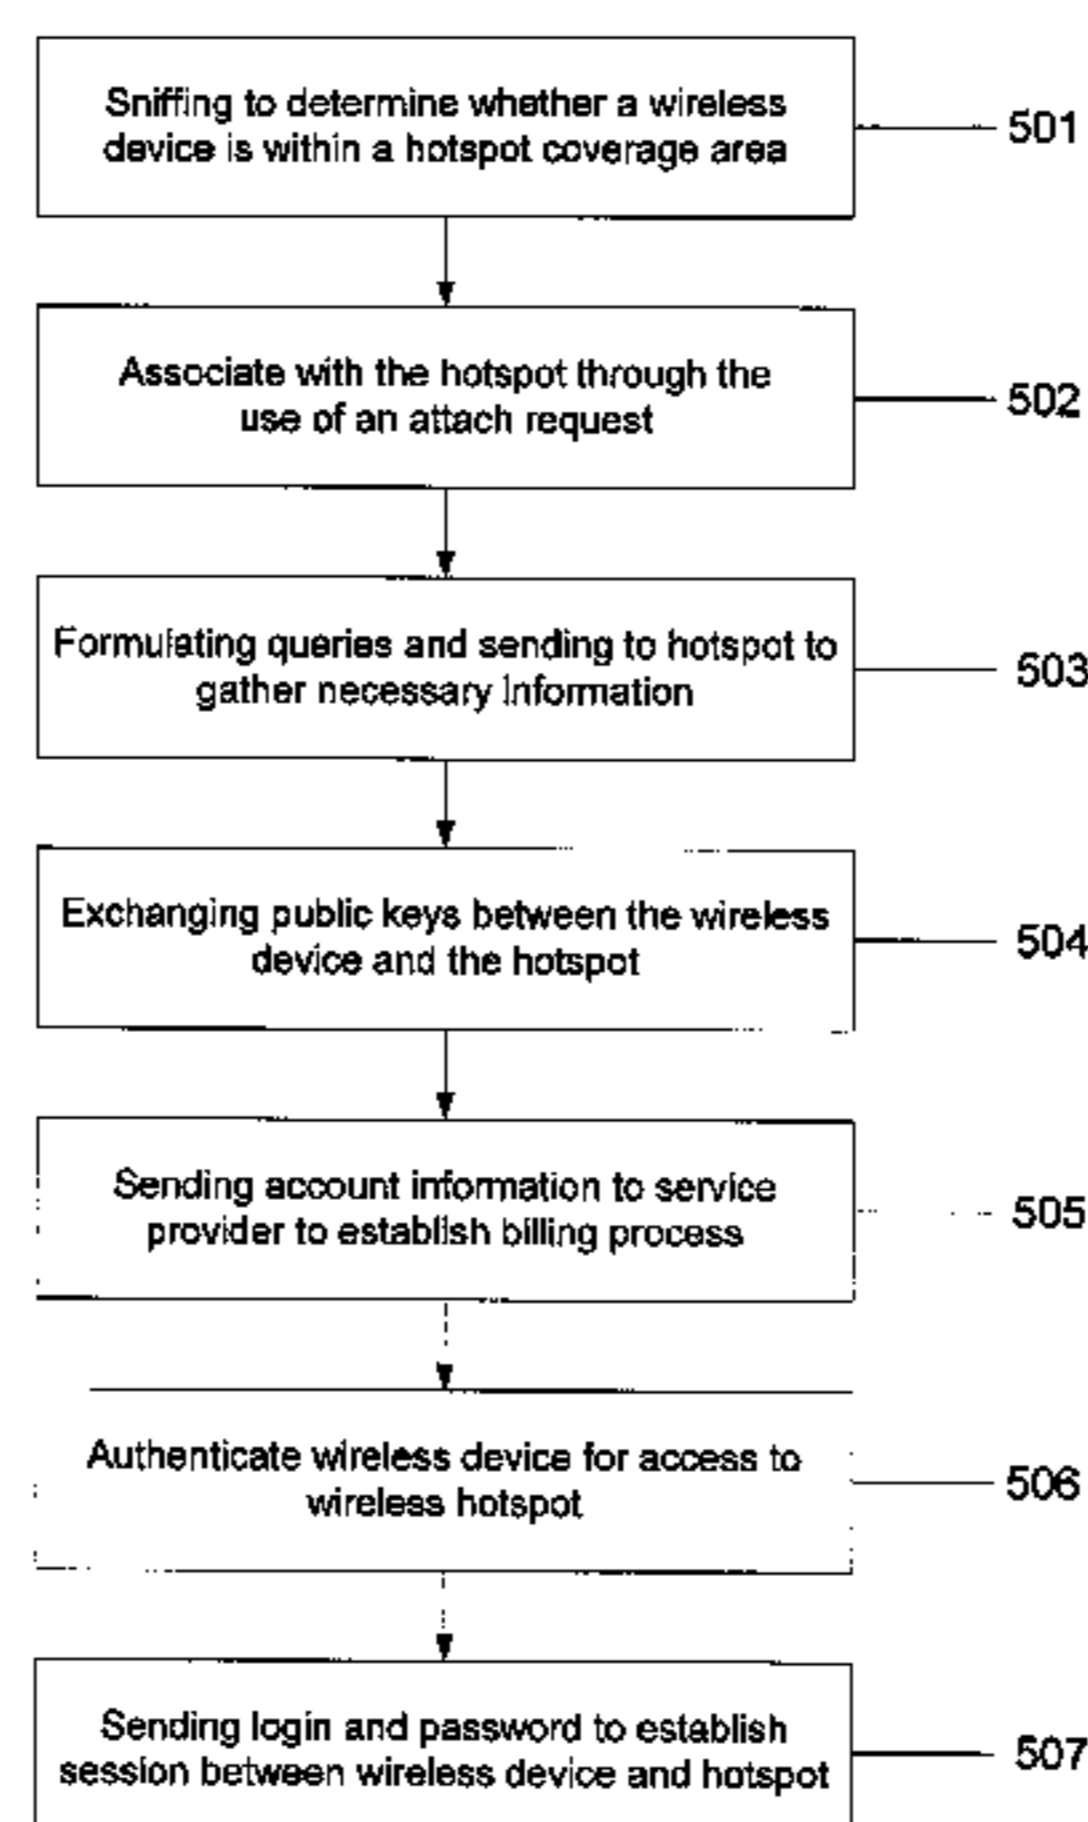 Sniffing to determine whether a wireless
device is within a hotspot coverage area
501
Associate with the hotspot through the
use of an attach request
502
Formulating queries and sending to hotspot to
gather necessary Information
503
Exchanging public keys between the wireless
device and the hotspot
504
Sending account information to service
provider to establish billing process
505
Authenticate wireless device for access to
wireless hotspot
506
Sending login and password to establish
session between wireless device and hotspot
507